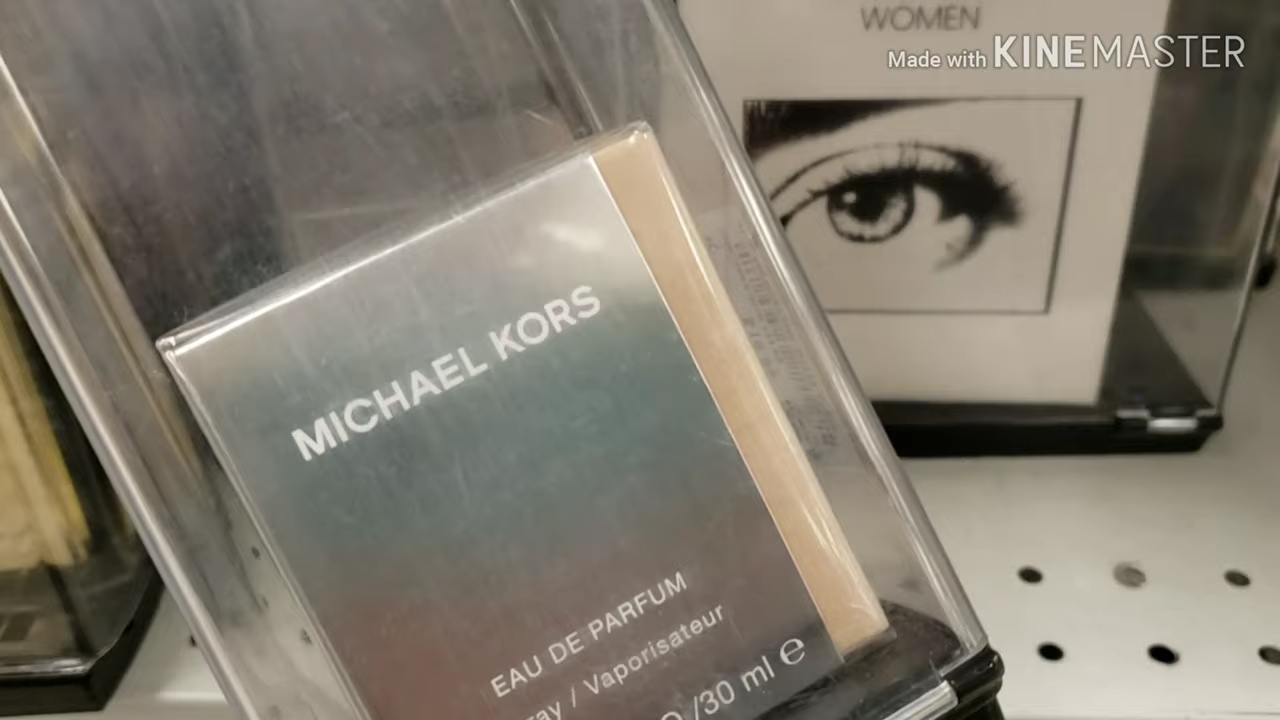 WOMEN
Made with KINEMASTER
MICHAEL KORS
EAU DE PARFUM
/ Vaporisateur
/30 ml ℮